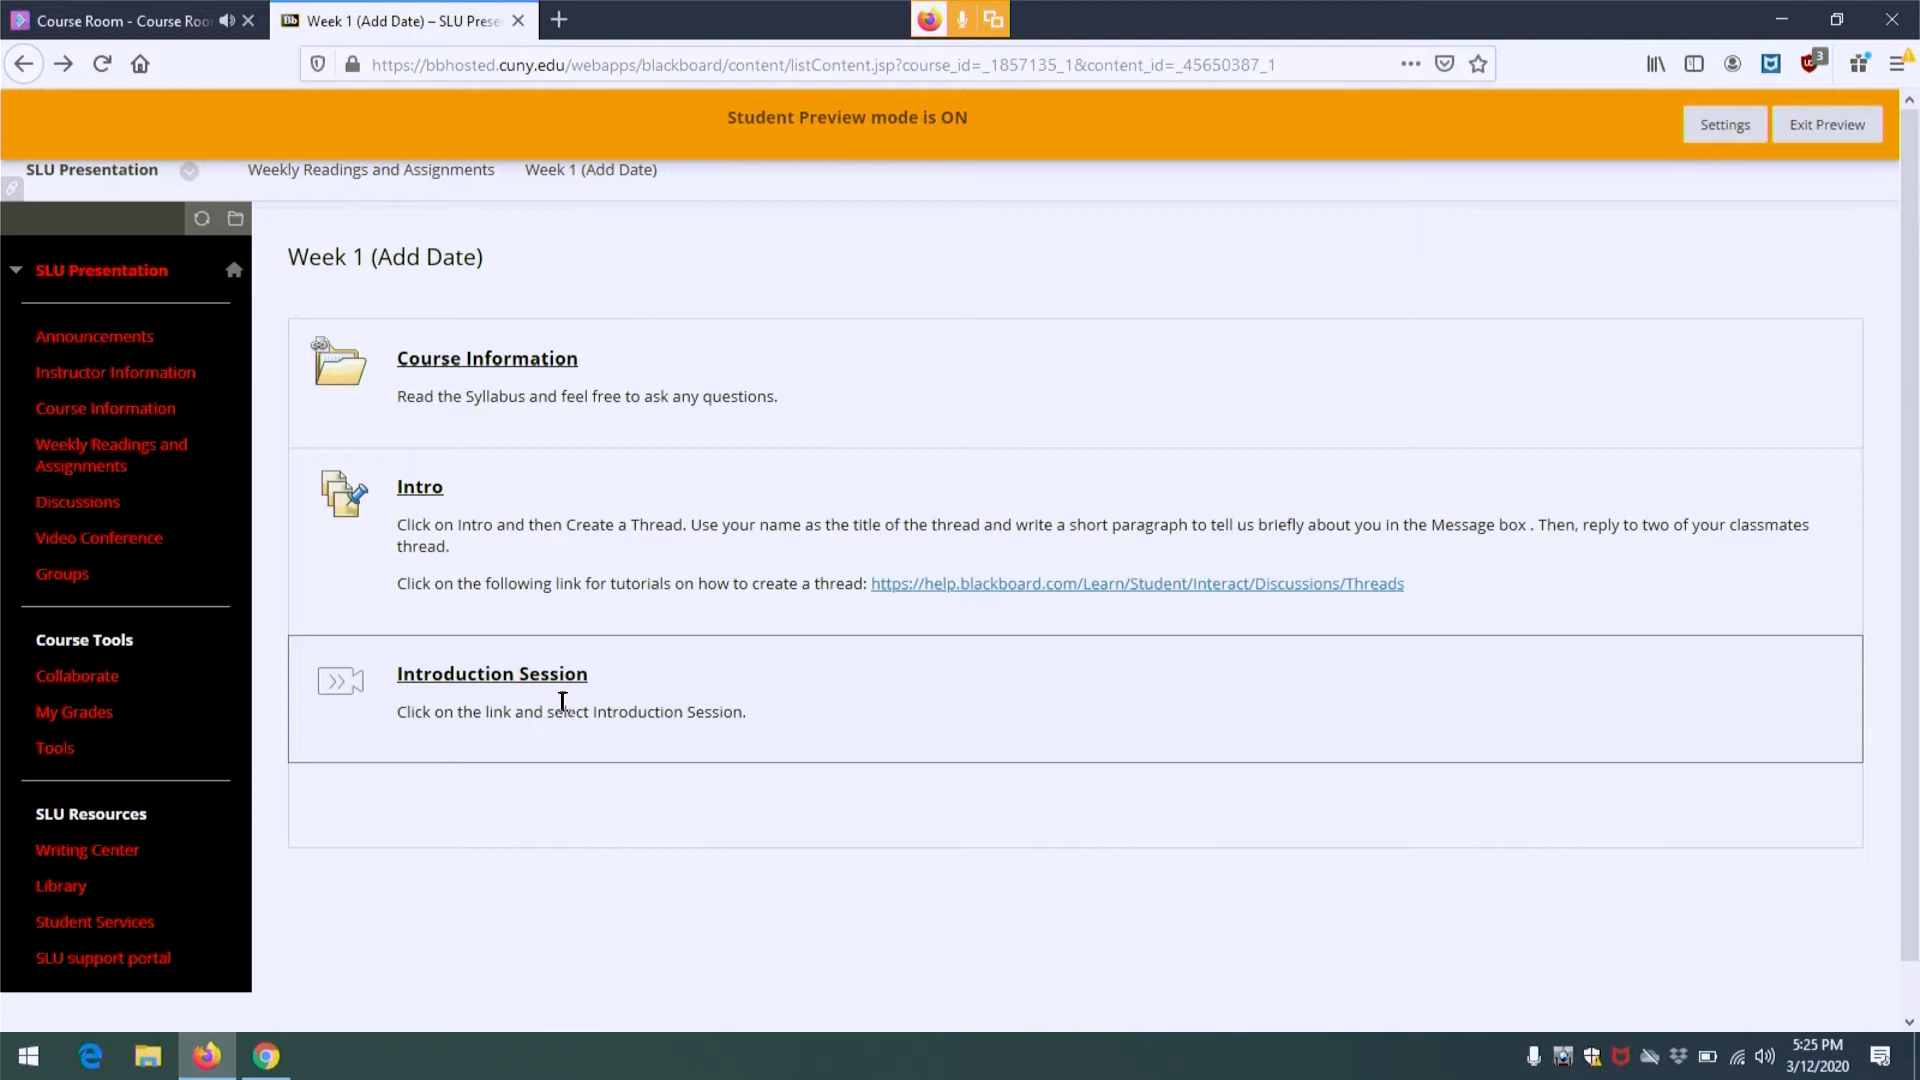 Course Room - Course Roo
Bb Week 1 (Add Date) – SLU Prese
https://bbhosted.cuny.edu/webapps/blackboard/content/listContent.jsp?course_id=_1857135_1&content_id=_45650387_1
3
Student Preview mode is ON
Settings
Exit Preview
SLU Presentation
Weekly Readings and Assignments
Week 1 (Add Date)
SLU Presentation
Announcements
Instructor Information
Course Information
Weekly Readings and
Assignments
Discussions
Video Conference
Groups
Course Tools
Collaborate
My Grades
Tools
SLU Resources
Writing Center
Library
Student Services
SLU support portal
Week 1 (Add Date)
Course Information
Read the Syllabus and feel free to ask any questions.
Intro
Click on Intro and then Create a Thread. Use your name as the title of the thread and write a short paragraph to tell us briefly about you in the Message box . Then, reply to two of your classmates
thread.
Click on the following link for tutorials on how to create a thread: https://help.blackboard.com/Learn/Student/Interact/Discussions/Threads
Introduction Session
Click on the link and select Introduction Session.
5:25 PM
3/12/2020